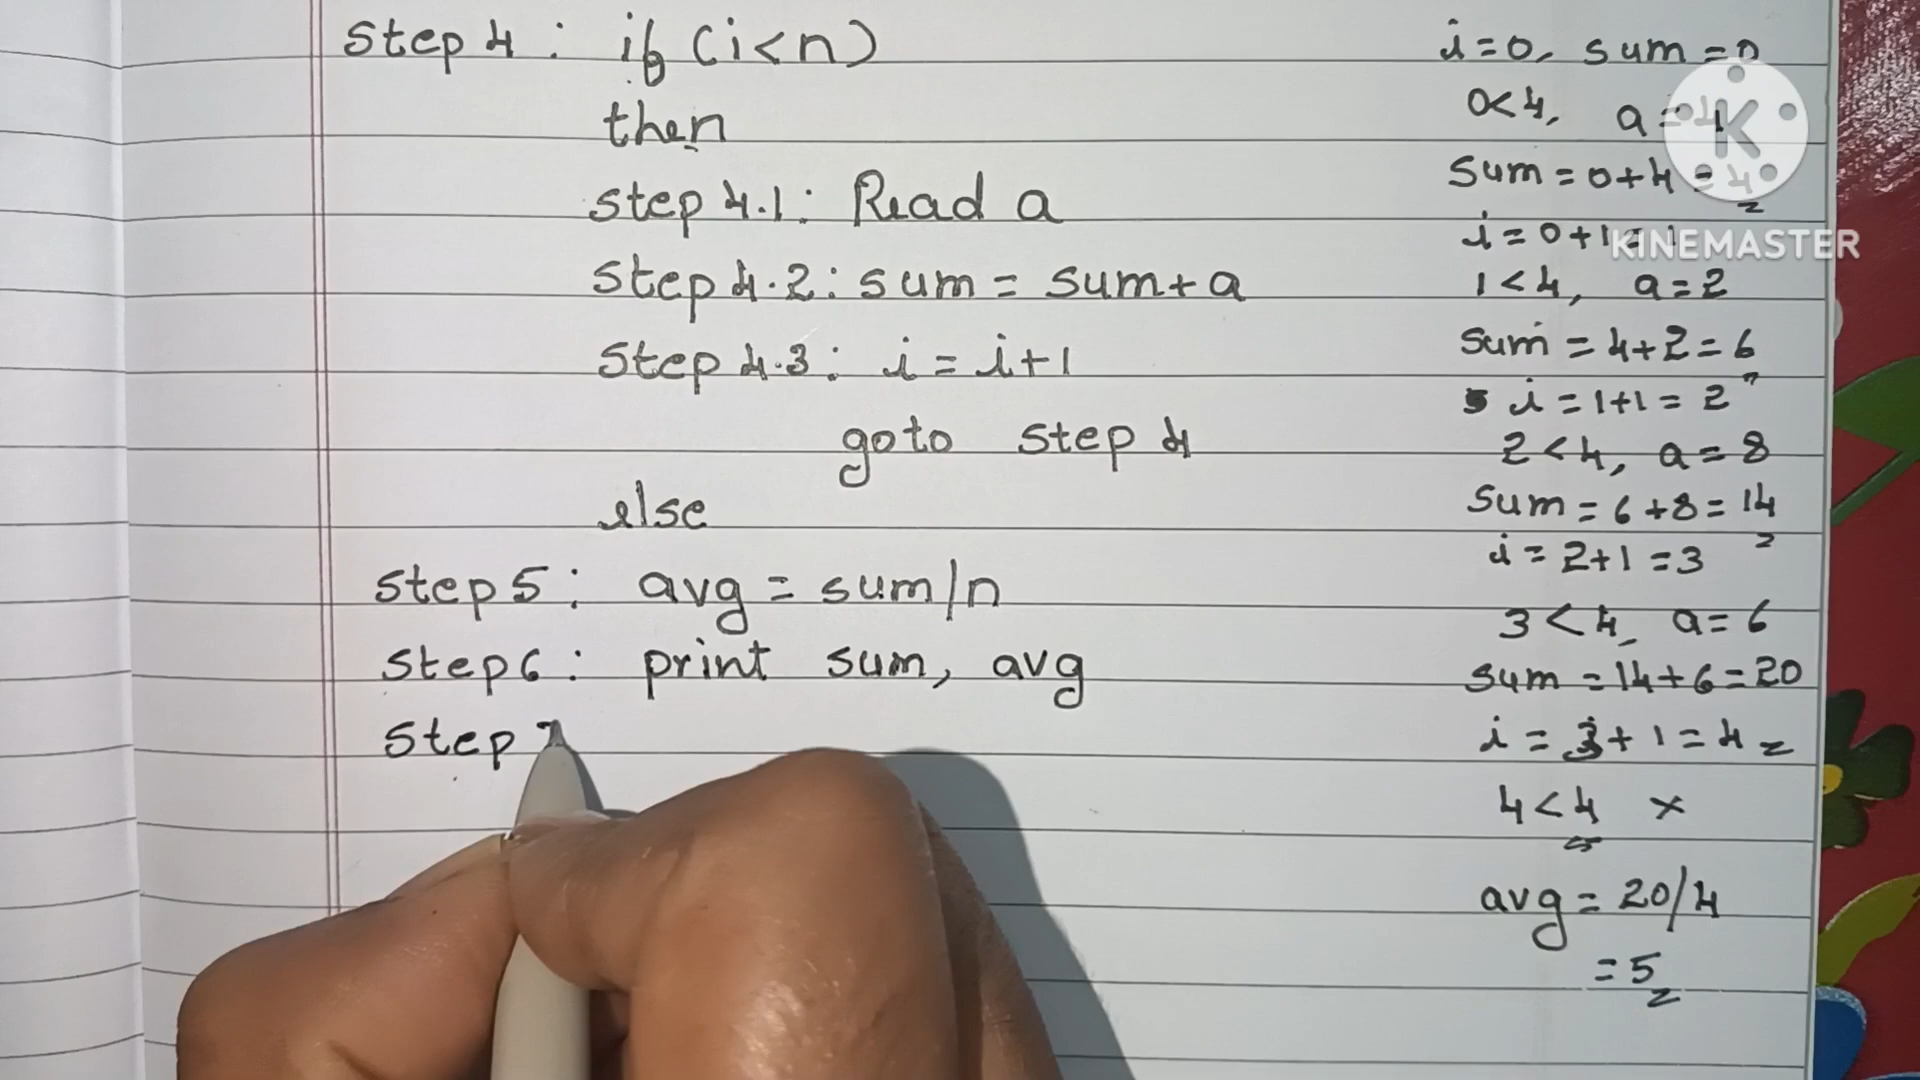 Step 4 : if (i<n)
then
Step 4.1: Read a
Step 4.2: sum = sum+a
Step 4.3: i = i+1
goto step 4
else
Step 5: avg = sum/n
Step 6: print sum, avg
Step 7
i=0, sum=0
0<4, a=4
Sum=0+4=4
i=0+1=1
1<4, a=2
Sum=4+2=6
i=1+1=2
2<4, a=8
Sum=6+8=14
i=2+1=3
3<4, a=6
Sum=14+6=20
i=3+1=4
4<4 ×
avg=20/4
=5
K
KINEMASTER